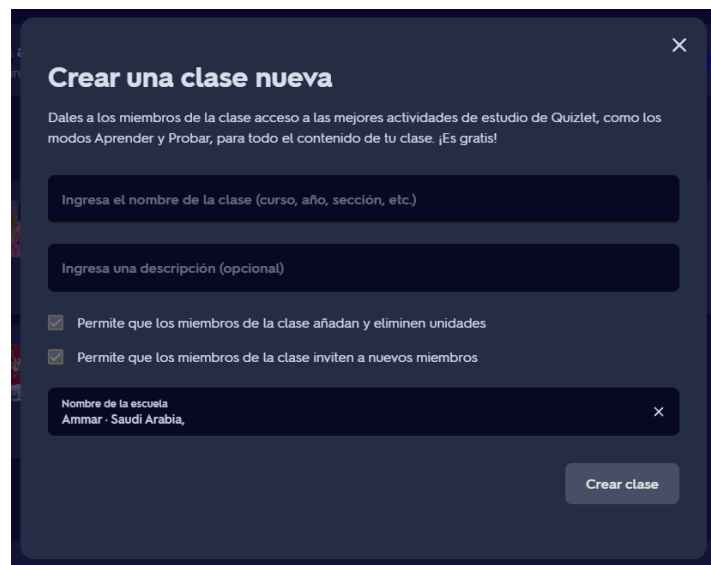 Crear una clase nueva
Dales a los miembros de la clase acceso a las mejores actividades de estudio de Quizlet, como los
modos Aprender y Probar, para todo el contenido de tu clase. ¡Es gratis!
Ingresa el nombre de la clase (curso, año, sección, etc.)
Ingresa una descripción (opcional)
Permite que los miembros de la clase añadan y eliminen unidades
Permite que los miembros de la clase inviten a nuevos miembros
Nombre de la escuela
Ammar · Saudi Arabia,
Crear clase